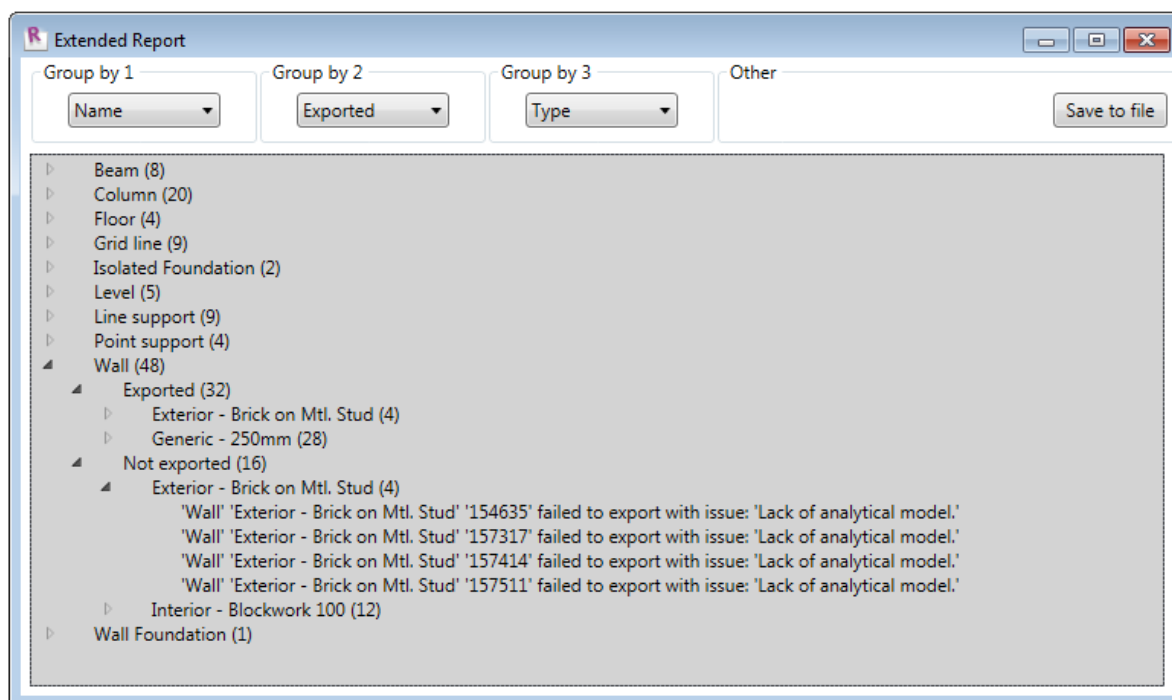 Extended Report
Group by 1 Group by 2 Group by 3 Other
Name Exported Type Save to file
Beam (8)
Column (20)
Floor (4)
Grid line (9)
Isolated Foundation (2)
Level (5)
Line support (9)
Point support (4)
Wall (48)
Exported (32)
Exterior - Brick on Mtl. Stud (4)
Generic - 250mm (28)
Not exported (16)
Exterior - Brick on Mtl. Stud (4)
'Wall' 'Exterior - Brick on Mtl. Stud' '154635' failed to export with issue: 'Lack of analytical model.'
'Wall' 'Exterior - Brick on Mtl. Stud' '157317' failed to export with issue: 'Lack of analytical model.'
'Wall' 'Exterior - Brick on Mtl. Stud' '157414' failed to export with issue: 'Lack of analytical model.'
'Wall' 'Exterior - Brick on Mtl. Stud' '157511' failed to export with issue: 'Lack of analytical model.'
Interior - Blockwork 100 (12)
Wall Foundation (1)